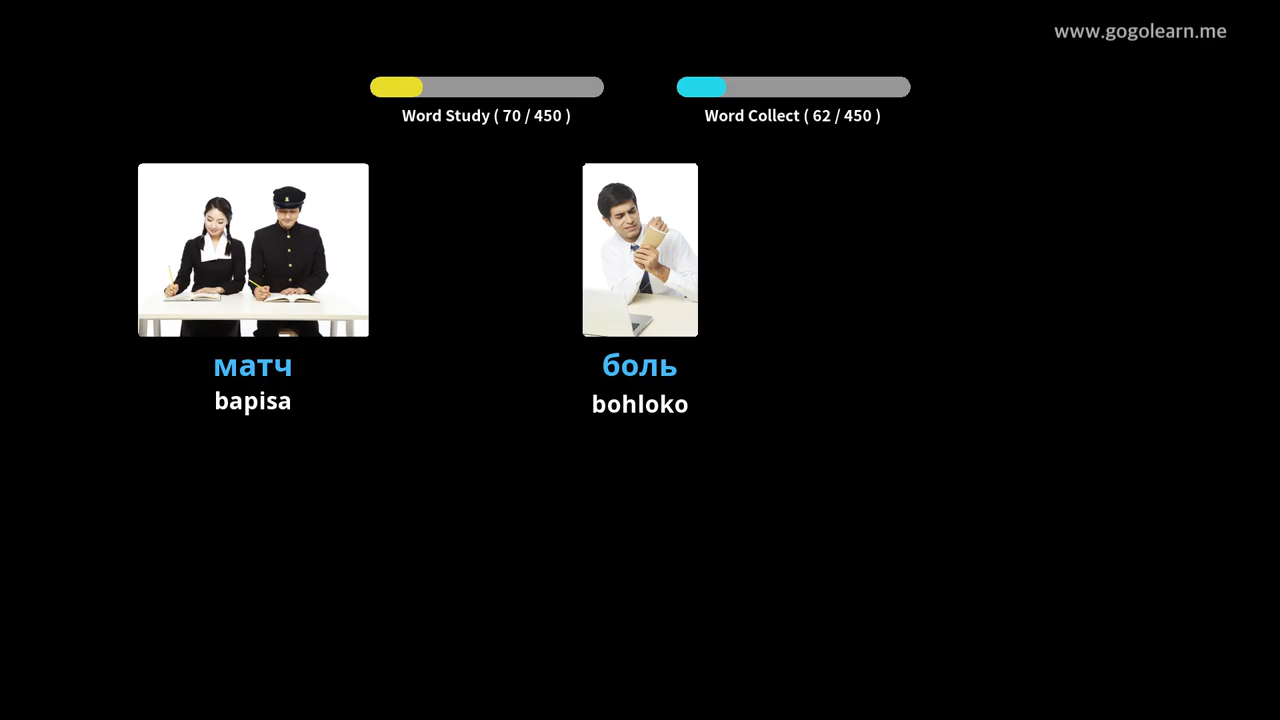 www.gogolearn.me
Word Study ( 70 / 450 )
Word Collect ( 62 / 450 )
матч
bapisa
боль
bohloko